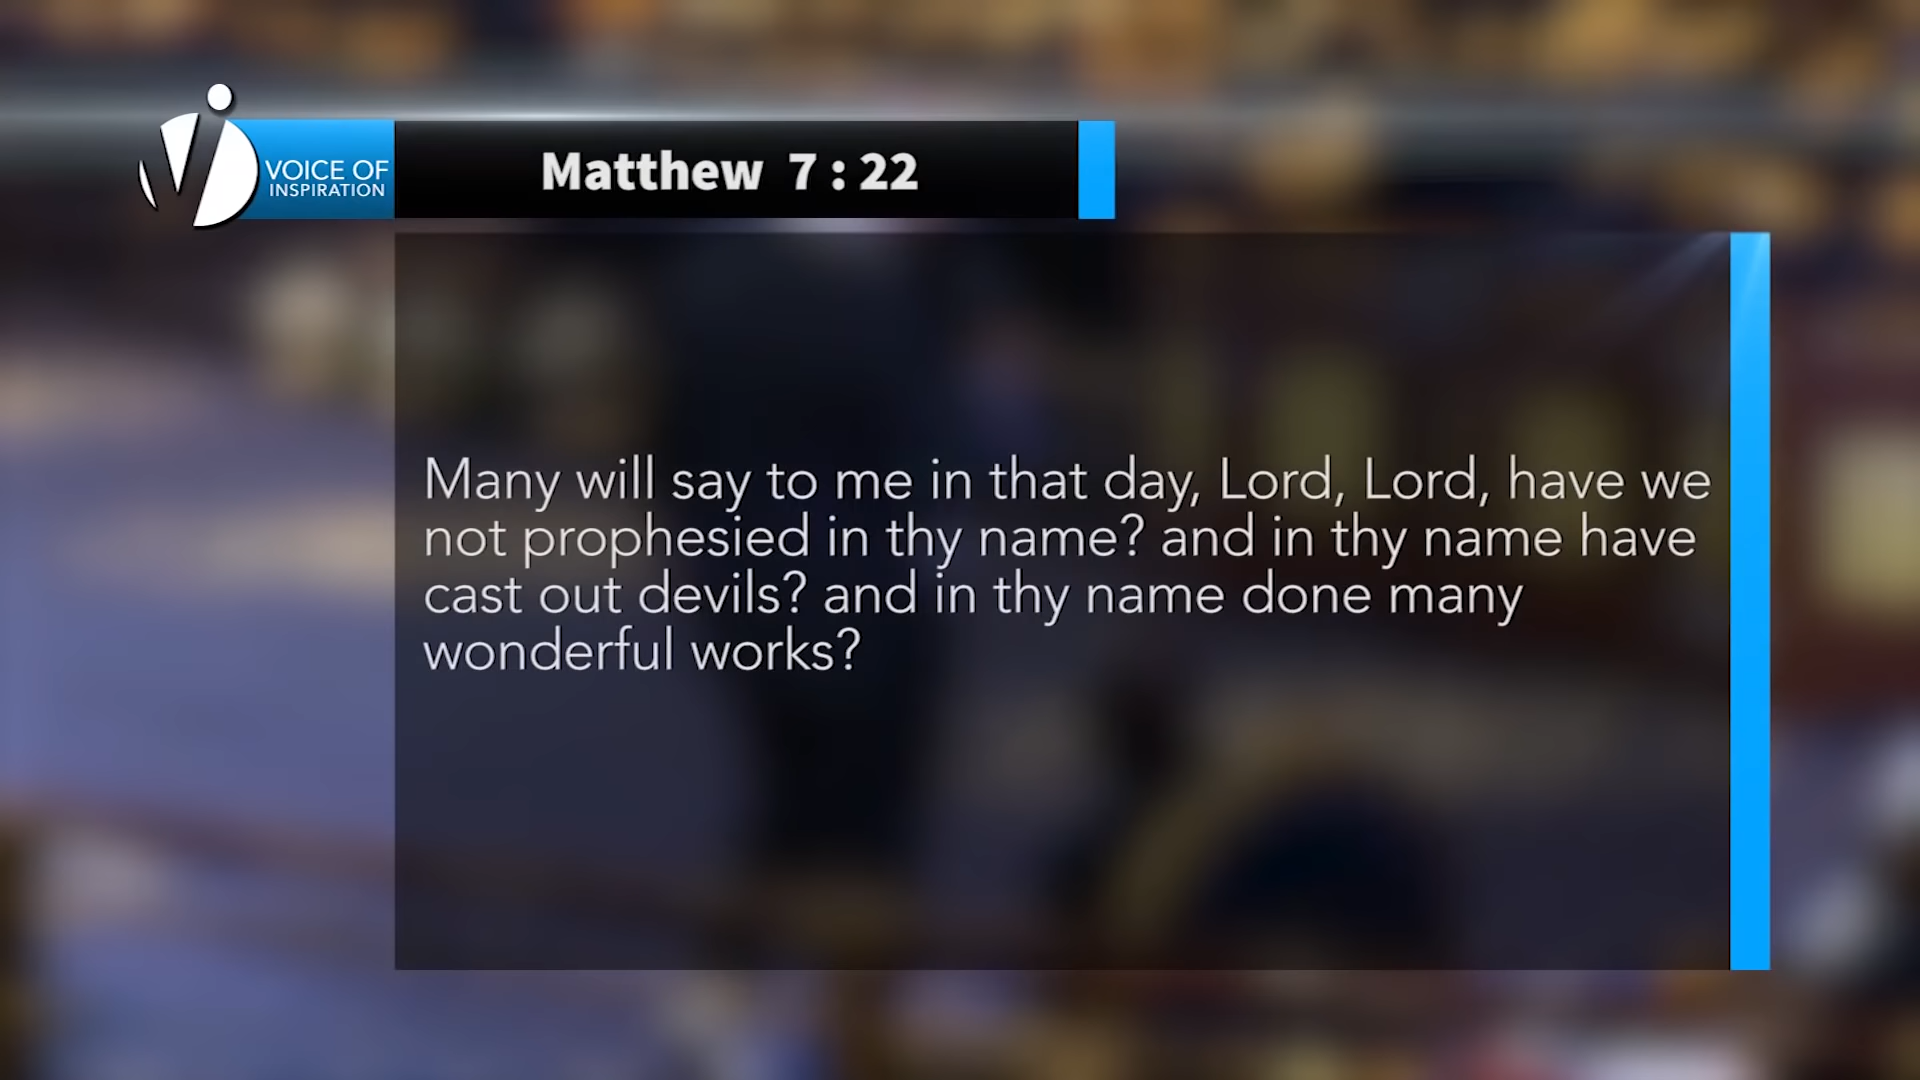 VOICE OF
INSPIRATION
Matthew 7 : 22
Many will say to me in that day, Lord, Lord, have we
not prophesied in thy name? and in thy name have
cast out devils? and in thy name done many
wonderful works?